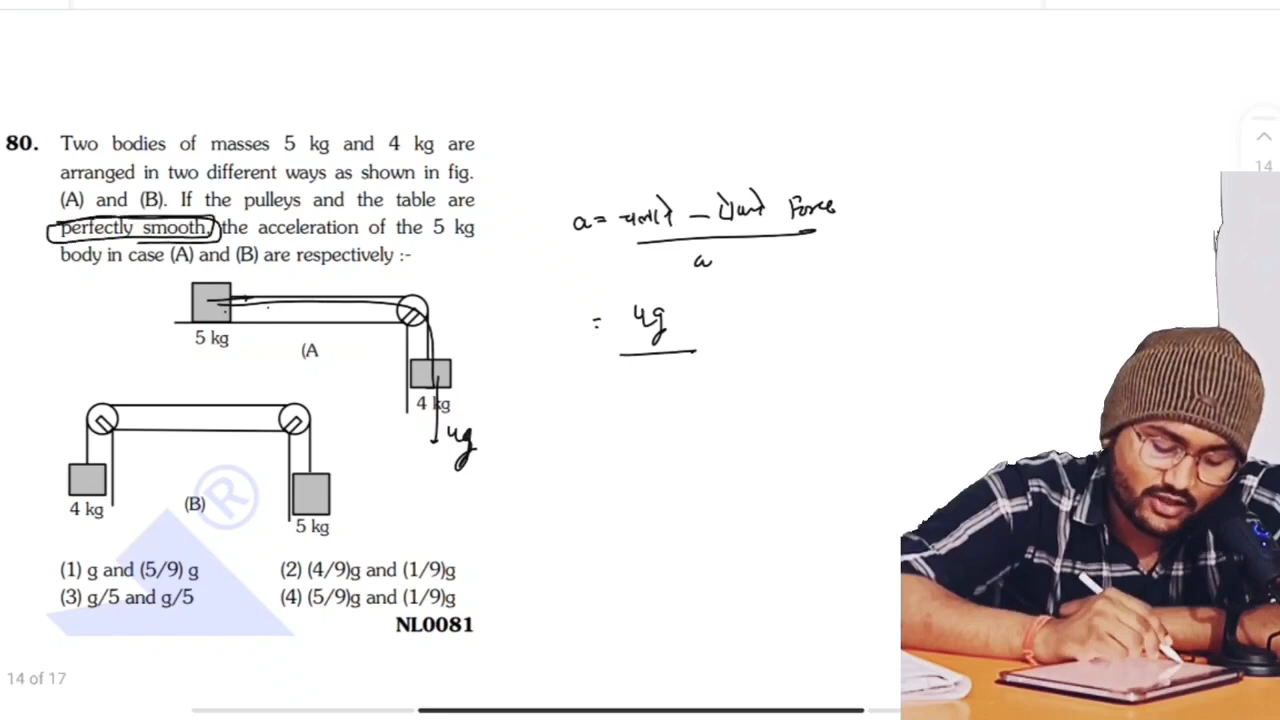 80. Two bodies of masses 5 kg and 4 kg are
arranged in two different ways as shown in fig.
(A) and (B). If the pulleys and the table are
perfectly smooth, the acceleration of the 5 kg
body in case (A) and (B) are respectively :-
5 kg
(A
4 kg
4g
4 kg
(B)
5 kg
(1) g and (5/9) g
(2) (4/9)g and (1/9)g
(3) g/5 and g/5
(4) (5/9)g and (1/9)g
NL0081
a = – Force
a
= 4g
14
14 of 17
®